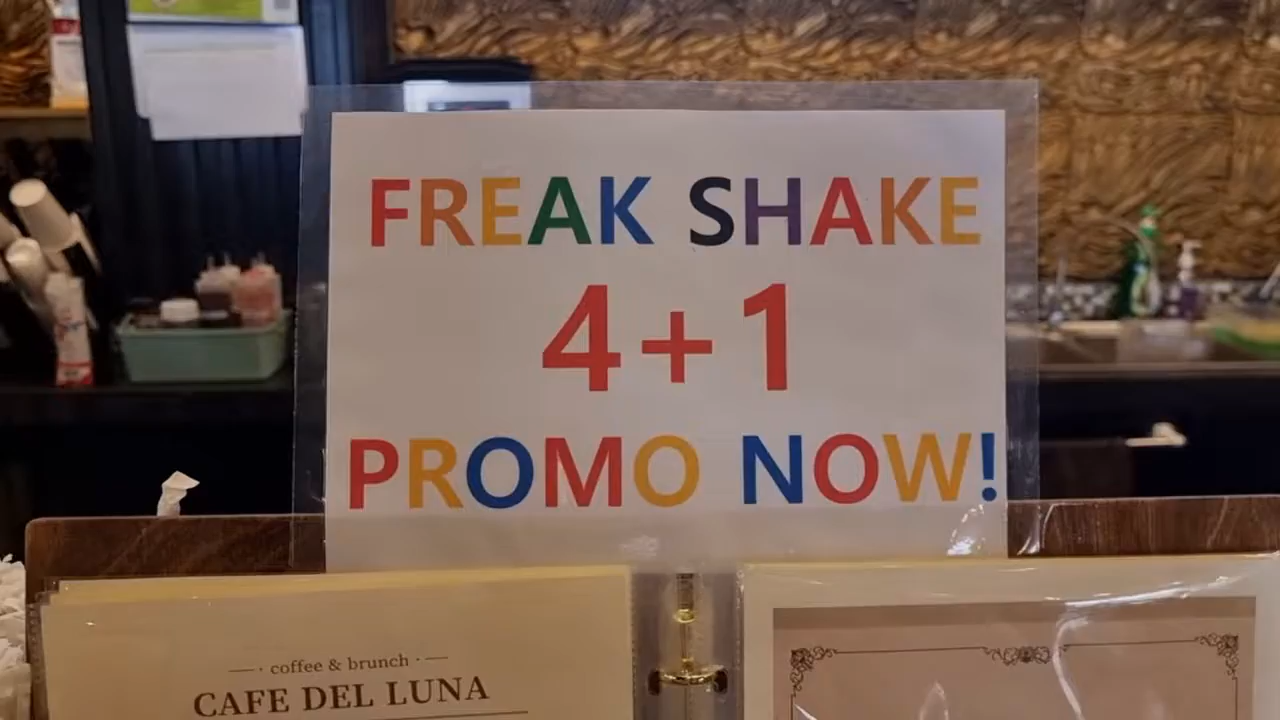 FREAK SHAKE
4+1
PROMO NOW!
coffee & brunch
CAFE DEL LUNA